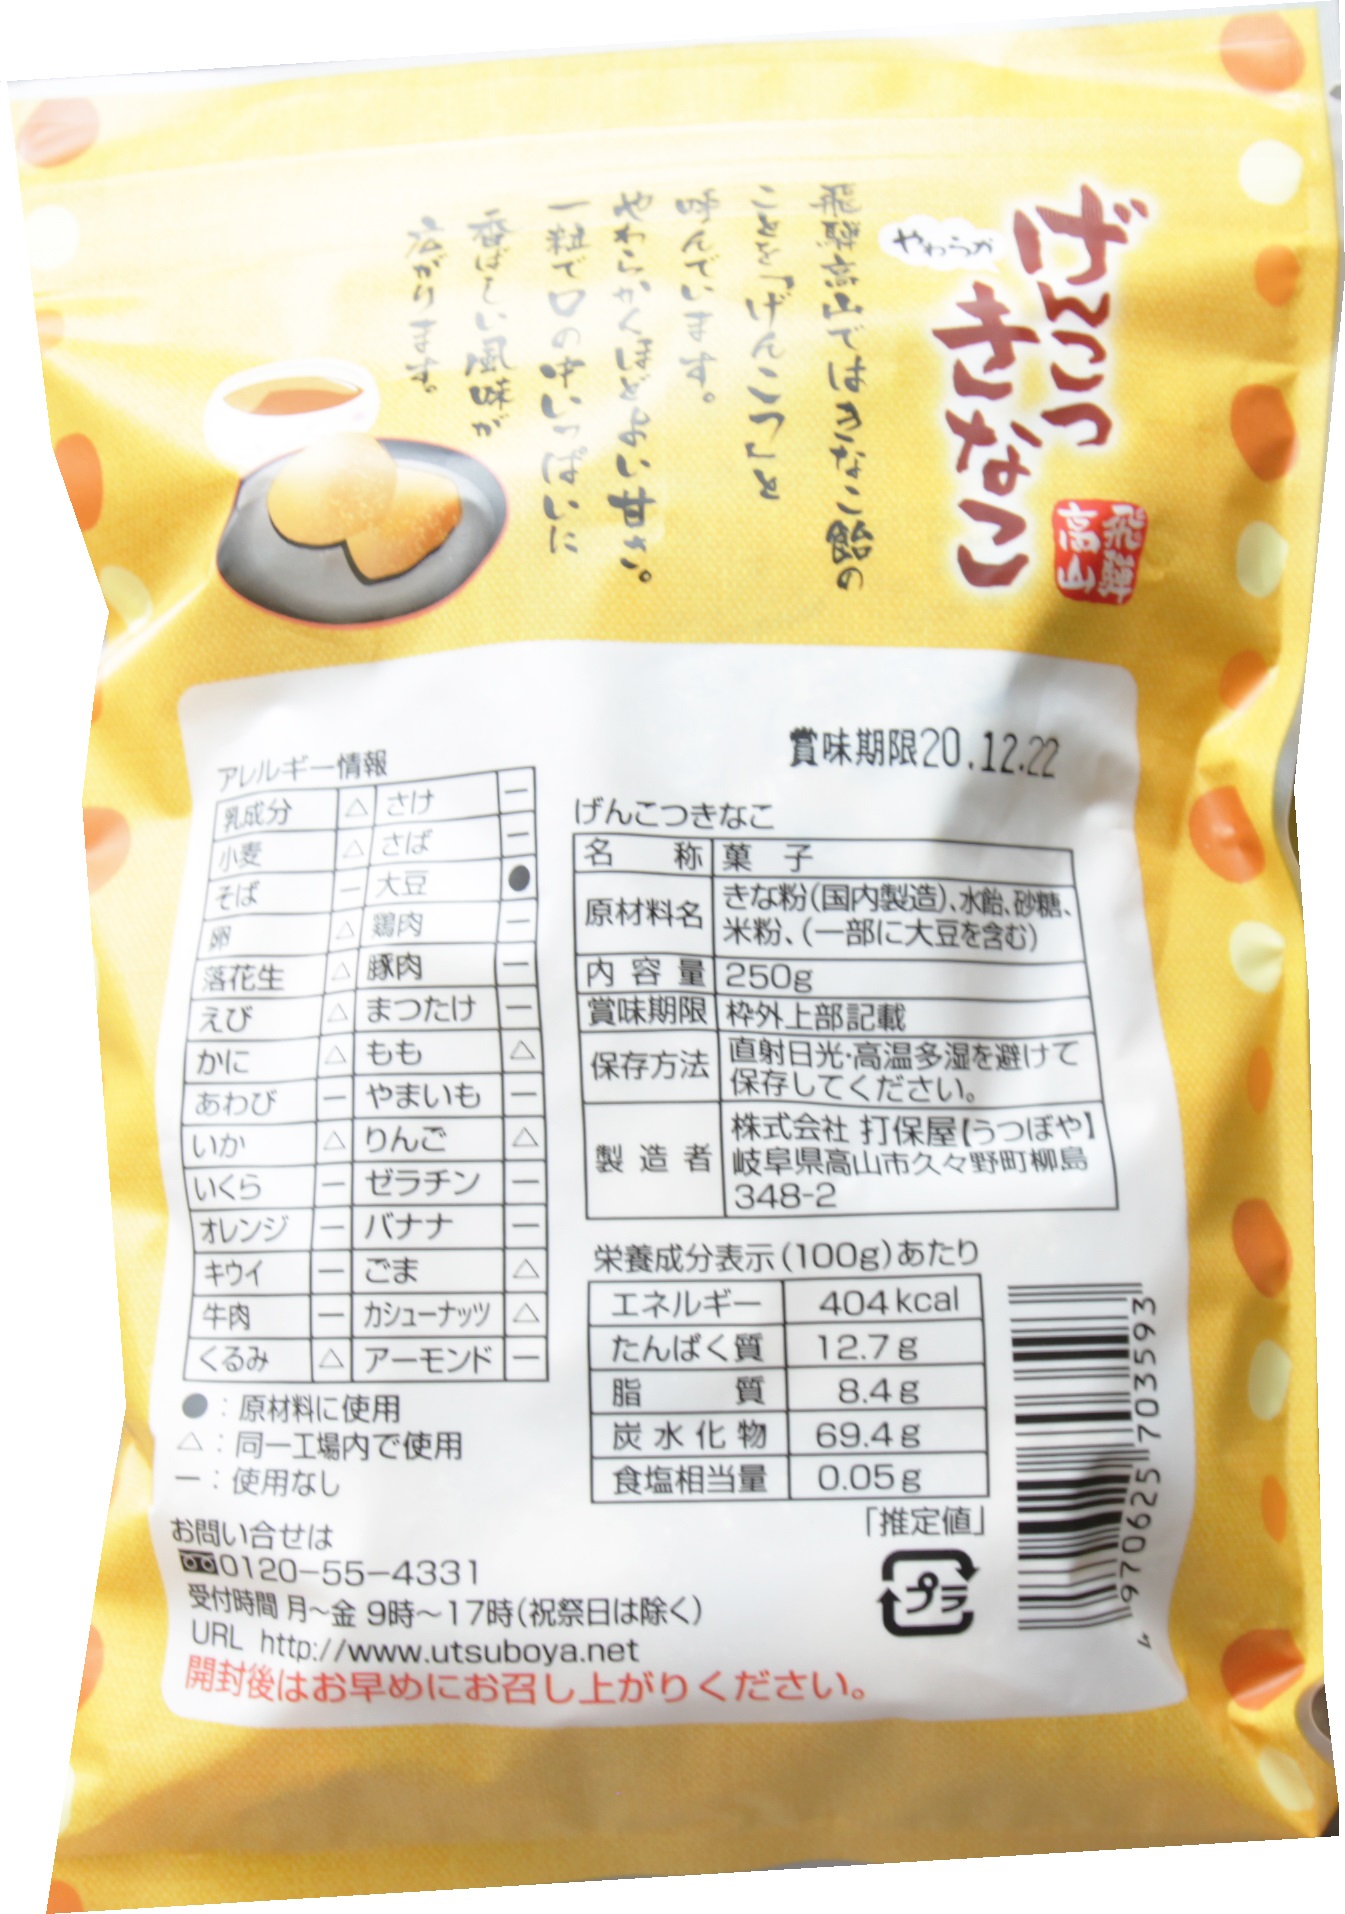 げんこつ
やわらか
きなこ
飛騨
高山
飛騨高山ではきなこ飴の
ことを「げんこつ」と
呼んでいます。
やわらかくほどよい甘さ。
一粒で口の中いっぱいに
香ばしい風味が
広がります。
賞味期限20.12.22
アレルギー情報
乳成分 △ さけ ー
小麦 △ さば ー
そば ー 大豆 ●
卵 △ 鶏肉 ー
落花生 △ 豚肉 ー
えび △ まつたけ ー
かに △ もも △
あわび ー やまいも ー
いか △ りんご △
いくら ー ゼラチン ー
オレンジ ー バナナ ー
キウイ ー ごま △
牛肉 ー カシューナッツ △
くるみ △ アーモンド ー
●：原材料に使用
△：同一工場内で使用
ー：使用なし
げんこつきなこ
名称 菓子
原材料名 きな粉(国内製造)、水飴、砂糖、
米粉、(一部に大豆を含む)
内容量 250g
賞味期限 枠外上部記載
保存方法 直射日光・高温多湿を避けて
保存してください。
製造者 株式会社 打保屋【うつぼや】
岐阜県高山市久々野町柳島
348-2
栄養成分表示(100g)あたり
エネルギー 404kcal
たんぱく質 12.7g
脂質 8.4g
炭水化物 69.4g
食塩相当量 0.05g
「推定値」
プラ
4 970625 703593
お問い合せは
0120-55-4331
受付時間 月～金 9時～17時(祝祭日は除く)
URL http://www.utsuboya.net
開封後はお早めにお召し上がりください。